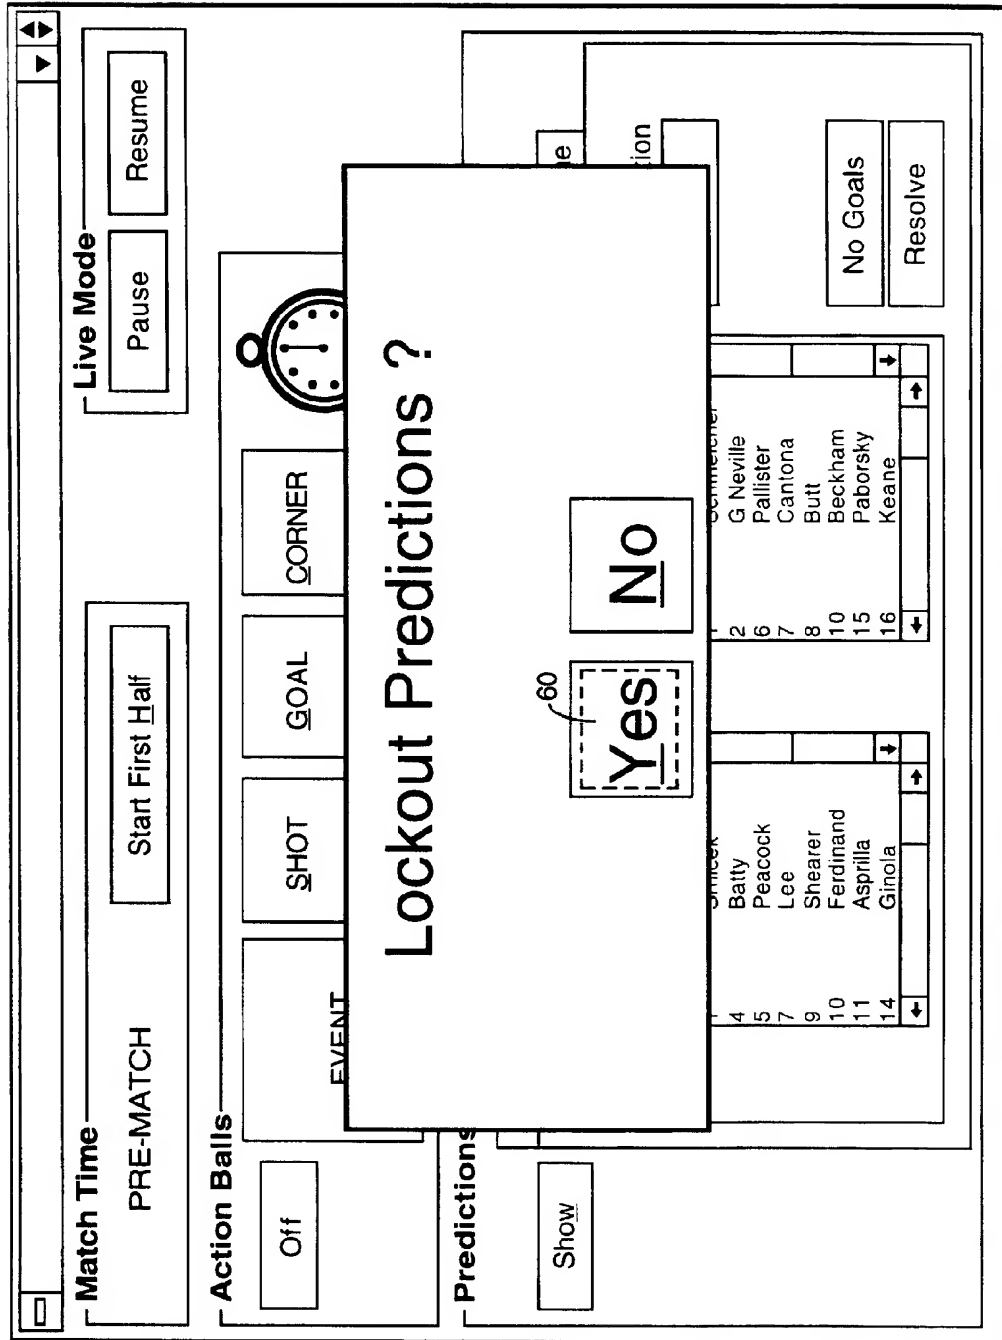 Match Time
PRE-MATCH
Start First Half
Live Mode
Pause
Resume
Action Balls
Off
EVENT
SHOT
GOAL
CORNER
Lockout Predictions ?
60
Yes
No
Predictions
Show
4 Batty
5 Peacock
7 Lee
9 Shearer
10 Ferdinand
11 Asprilla
14 Ginola
2 G Neville
6 Pallister
7 Cantona
8 Butt
10 Beckham
15 Paborsky
16 Keane
No Goals
Resolve